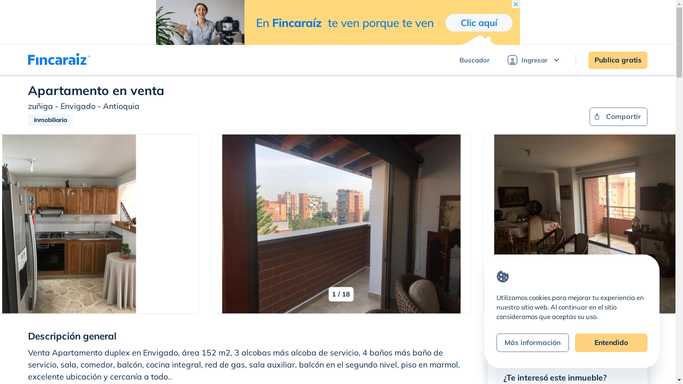 En Fincaraíz te ven porque te ven
Clic aquí
Fincaraíz
Buscador
Ingresar
Publica gratis
Apartamento en venta
zuñiga - Envigado - Antioquia
Inmobiliaria
Compartir
1 / 18
Utilizamos cookies para mejorar tu experiencia en
nuestro sitio web. Al continuar en el sitio
consideramos que aceptas su uso.
Más información
Entendido
Descripción general
Venta Apartamento duplex en Envigado, área 152 m2, 3 alcobas más alcoba de servicio, 4 baños más baño de
servicio, sala, comedor, balcón, cocina integral, red de gas, sala auxiliar, balcón en el segundo nivel, piso en marmol,
excelente ubicación y cercanía a todo..
¿Te interesó este inmueble?